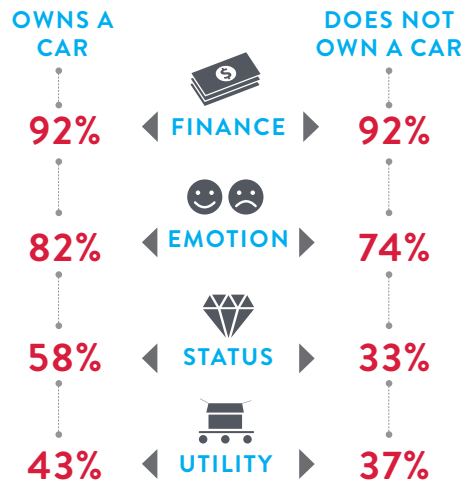 OWNS A
CAR
DOES NOT
OWN A CAR
$
92% FINANCE 92%
82% EMOTION 74%
58% STATUS 33%
43% UTILITY 37%